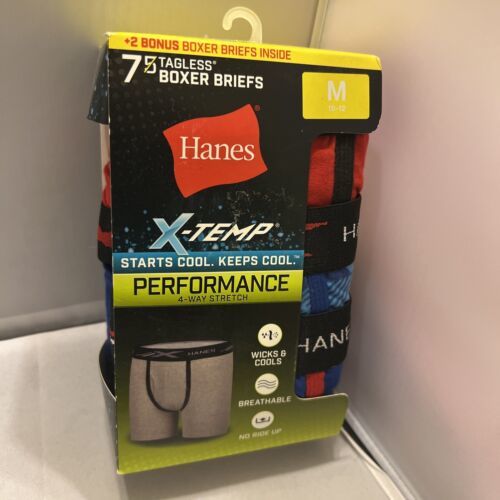 +2 BONUS BOXER BRIEFS INSIDE
7 5 TAGLESS®
BOXER BRIEFS
M
10-12
Hanes®
X-TEMP®
STARTS COOL. KEEPS COOL.™
PERFORMANCE
4-WAY STRETCH
HANES
WICKS &
COOLS
BREATHABLE
NO RIDE UP
H
HANE